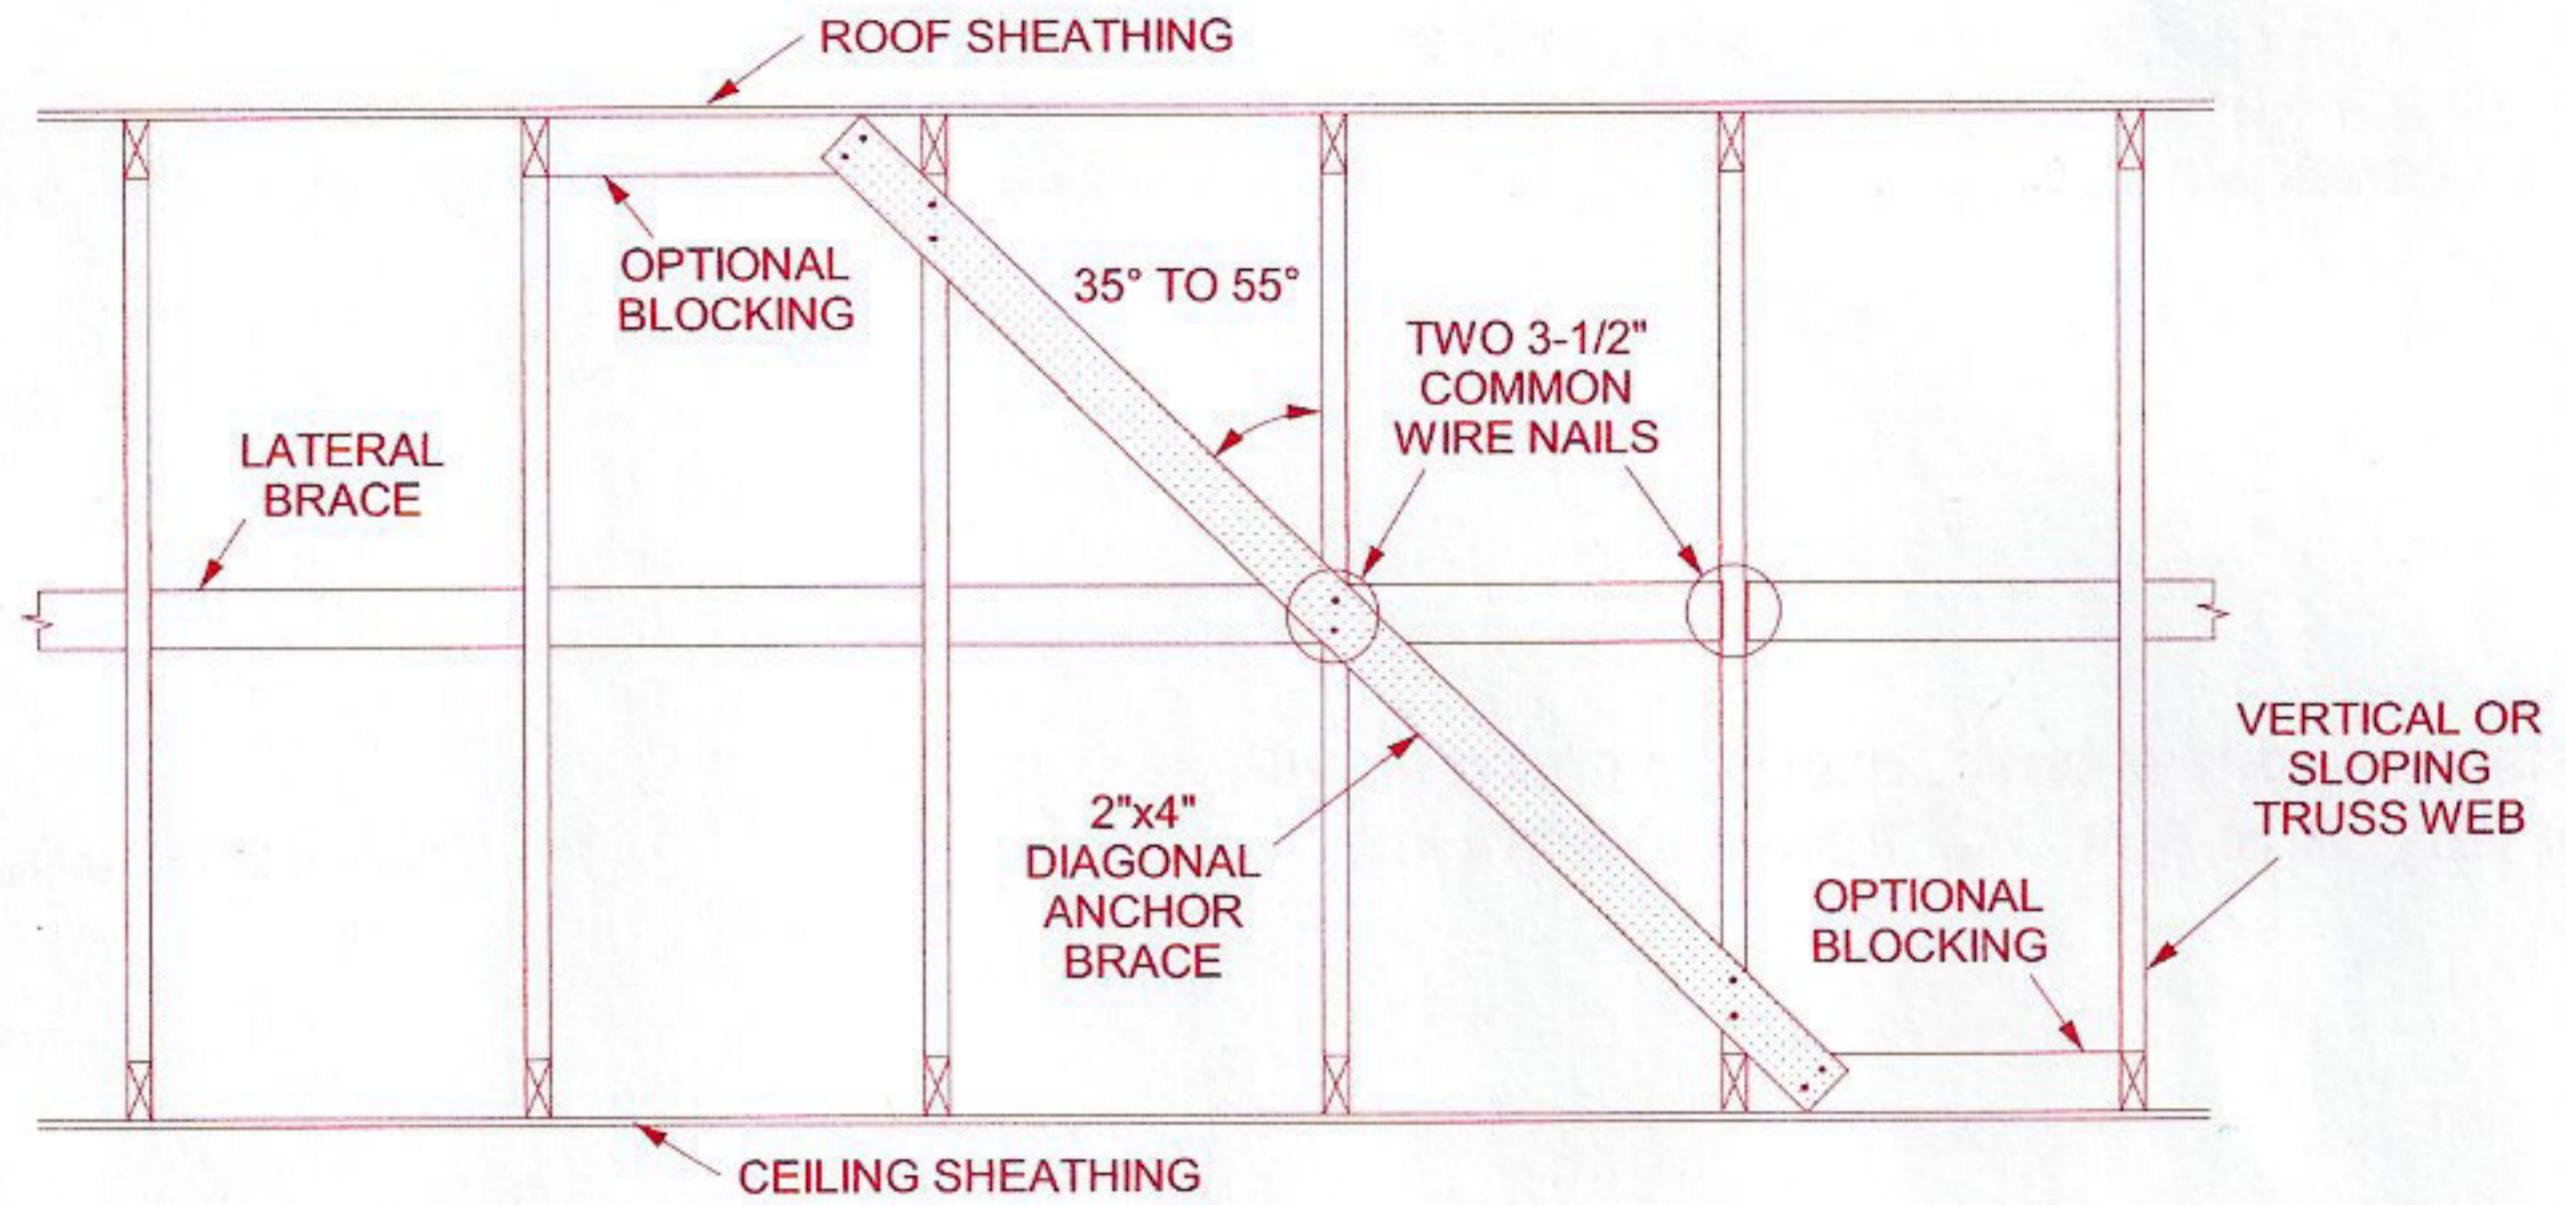 ROOF SHEATHING
OPTIONAL
BLOCKING
35° TO 55°
TWO 3-1/2"
COMMON
WIRE NAILS
LATERAL
BRACE
2"x4"
DIAGONAL
ANCHOR
BRACE
VERTICAL OR
SLOPING
TRUSS WEB
OPTIONAL
BLOCKING
CEILING SHEATHING